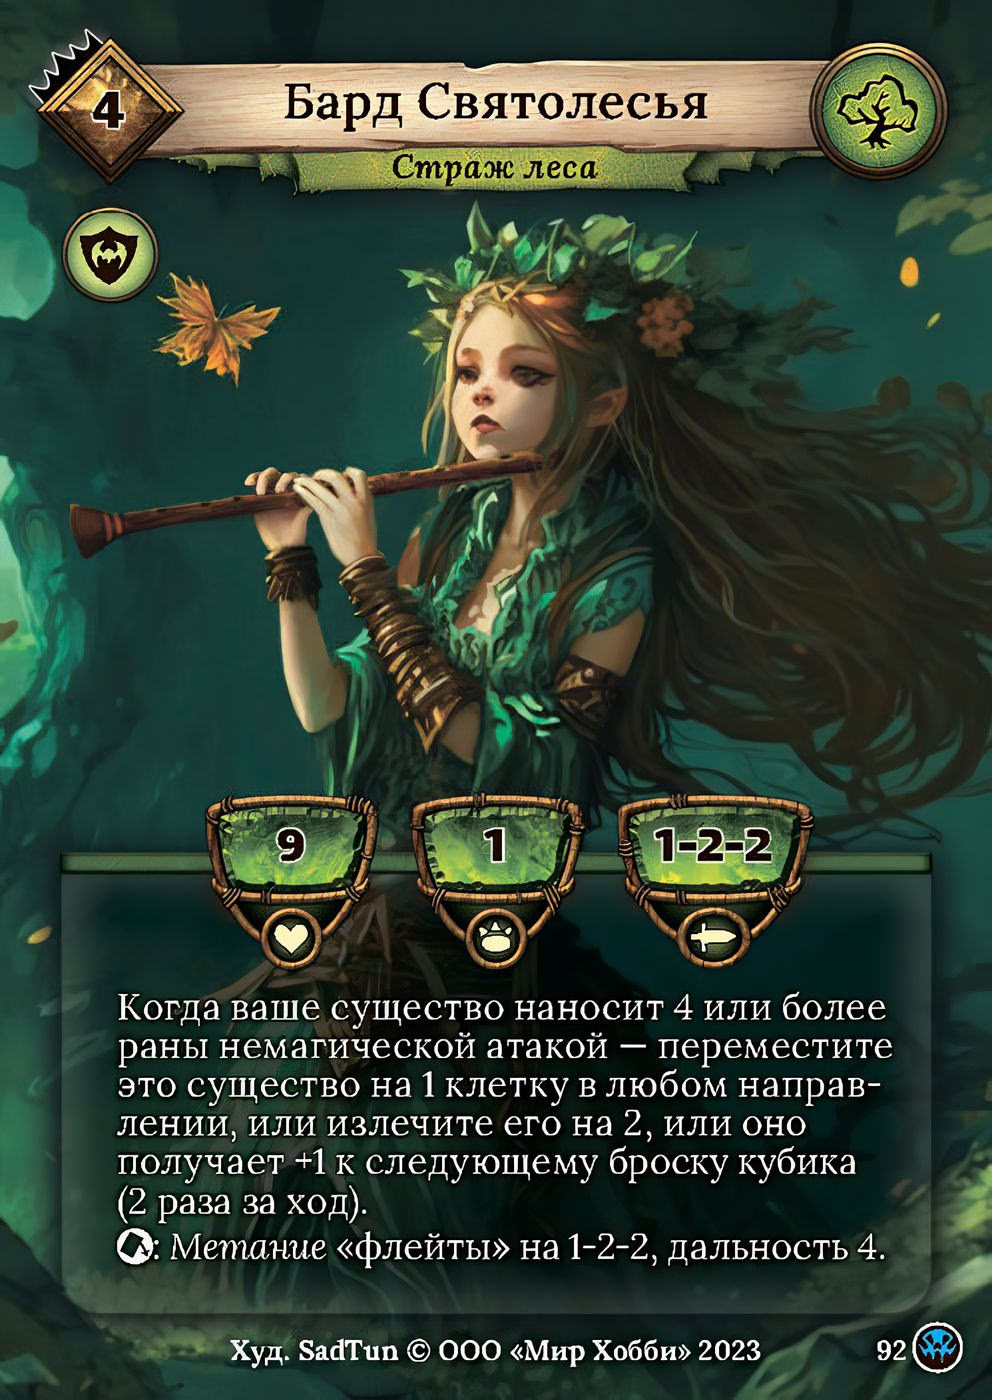 4
Бард Святолесья
Страж леса
9
1
1-2-2
Когда ваше существо наносит 4 или более
раны немагической атакой — переместите
это существо на 1 клетку в любом направ-
лении, или излечите его на 2, или оно
получает +1 к следующему броску кубика
(2 раза за ход).
: Метание «флейты» на 1-2-2, дальность 4.
Худ. SadTun © ООО «Мир Хобби» 2023
92